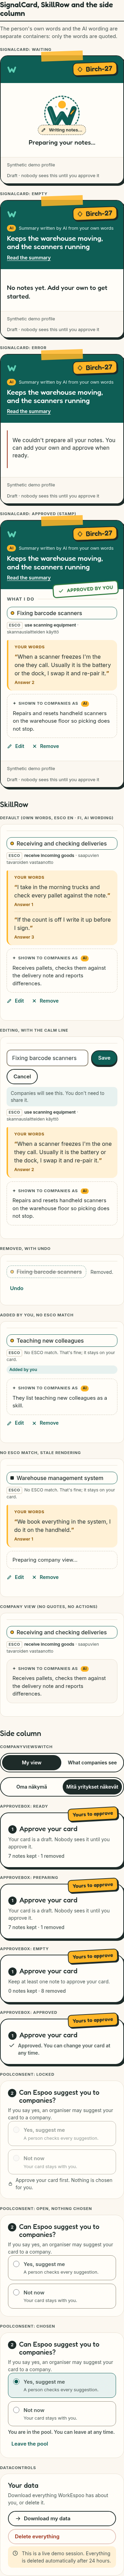 SignalCard, SkillRow and the side
column
The person's own words and the AI wording are
separate containers; only the words are quoted.
SIGNALCARD: WAITING
Birch-27
Writing notes...
Preparing your notes...
Synthetic demo profile
Draft · nobody sees this until you approve it
SIGNALCARD: EMPTY
Birch-27
AI Summary written by AI from your own words
Keeps the warehouse moving,
and the scanners running
Read the summary
No notes yet. Add your own to get
started.
Synthetic demo profile
Draft · nobody sees this until you approve it
SIGNALCARD: ERROR
Birch-27
AI Summary written by AI from your own words
Keeps the warehouse moving,
and the scanners running
Read the summary
We couldn't prepare all your notes. You
can add your own and approve when
ready.
Synthetic demo profile
Draft · nobody sees this until you approve it
SIGNALCARD: APPROVED (STAMP)
Birch-27
AI Summary written by AI from your own words
Keeps the warehouse moving,
and the scanners running
Read the summary
APPROVED BY YOU
WHAT I DO
Fixing barcode scanners
ESCO use scanning equipment
skannauslaitteiden käyttö
YOUR WORDS
“When a scanner freezes I'm the
one they call. Usually it is the battery
or the dock, I swap it and re-pair it.”
Answer 2
SHOWN TO COMPANIES AS AI
Repairs and resets handheld scanners
on the warehouse floor so picking does
not stop.
Edit Remove
Synthetic demo profile
Draft · nobody sees this until you approve it
SkillRow
DEFAULT (OWN WORDS, ESCO EN · FI, AI WORDING)
Receiving and checking deliveries
ESCO receive incoming goods · saapuvien
tavaroiden vastaanotto
YOUR WORDS
“I take in the morning trucks and
check every pallet against the note.”
Answer 1
“If the count is off I write it up before
I sign.”
Answer 3
SHOWN TO COMPANIES AS AI
Receives pallets, checks them against
the delivery note and reports
differences.
Edit Remove
EDITING, WITH THE CALM LINE
Fixing barcode scanners
Save
Cancel
Companies will see this. You don't need to
share it.
ESCO use scanning equipment
skannauslaitteiden käyttö
YOUR WORDS
“When a scanner freezes I'm the one
they call. Usually it is the battery or
the dock, I swap it and re-pair it.”
Answer 2
SHOWN TO COMPANIES AS AI
Repairs and resets handheld scanners
on the warehouse floor so picking does
not stop.
REMOVED, WITH UNDO
Fixing barcode scanners Removed.
Undo
ADDED BY YOU, NO ESCO MATCH
Teaching new colleagues
ESCO No ESCO match. That's fine, it stays on your
card.
Added by you
SHOWN TO COMPANIES AS AI
They list teaching new colleagues as a
skill.
Edit Remove
NO ESCO MATCH, STALE RENDERING
Warehouse management system
ESCO No ESCO match. That's fine, it stays on your
card.
YOUR WORDS
“We book everything in the system, I
do it on the handheld.”
Answer 1
Preparing company view...
Edit Remove
COMPANY VIEW (NO QUOTES, NO ACTIONS)
Receiving and checking deliveries
ESCO receive incoming goods · saapuvien
tavaroiden vastaanotto
SHOWN TO COMPANIES AS AI
Receives pallets, checks them against
the delivery note and reports
differences.
Side column
COMPANYVIEWSWITCH
My view What companies see
Oma näkymä Mitä yritykset näkevät
APPROVEBOX: READY
Yours to approve
1 Approve your card
Your card is a draft. Nobody sees it until you
approve it.
7 notes kept · 1 removed
APPROVEBOX: PREPARING
Yours to approve
1 Approve your card
Your card is a draft. Nobody sees it until you
approve it.
7 notes kept · 1 removed
APPROVEBOX: EMPTY
Yours to approve
1 Approve your card
Keep at least one note to approve your card.
0 notes kept · 8 removed
APPROVEBOX: APPROVED
Yours to approve
1 Approve your card
Approved. You can change your card at
any time.
POOLCONSENT: LOCKED
2 Can Espoo suggest you to
companies?
If you say yes, an organiser may suggest your
card to a company.
Yes, suggest me
A person checks every suggestion.
Not now
Your card stays with you.
Approve your card first. Nothing is chosen
for you.
POOLCONSENT: OPEN, NOTHING CHOSEN
2 Can Espoo suggest you to
companies?
If you say yes, an organiser may suggest your
card to a company.
Yes, suggest me
A person checks every suggestion.
Not now
Your card stays with you.
POOLCONSENT: CHOSEN
2 Can Espoo suggest you to
companies?
If you say yes, an organiser may suggest your
card to a company.
Yes, suggest me
A person checks every suggestion.
Not now
Your card stays with you.
You are in the pool. You can leave at any time.
Leave the pool
DATACONTROLS
Your data
Download everything WorkEspoo has about
you, or delete it.
Download my data
Delete everything
This is a live demo session. Everything
is deleted automatically after 24 hours.